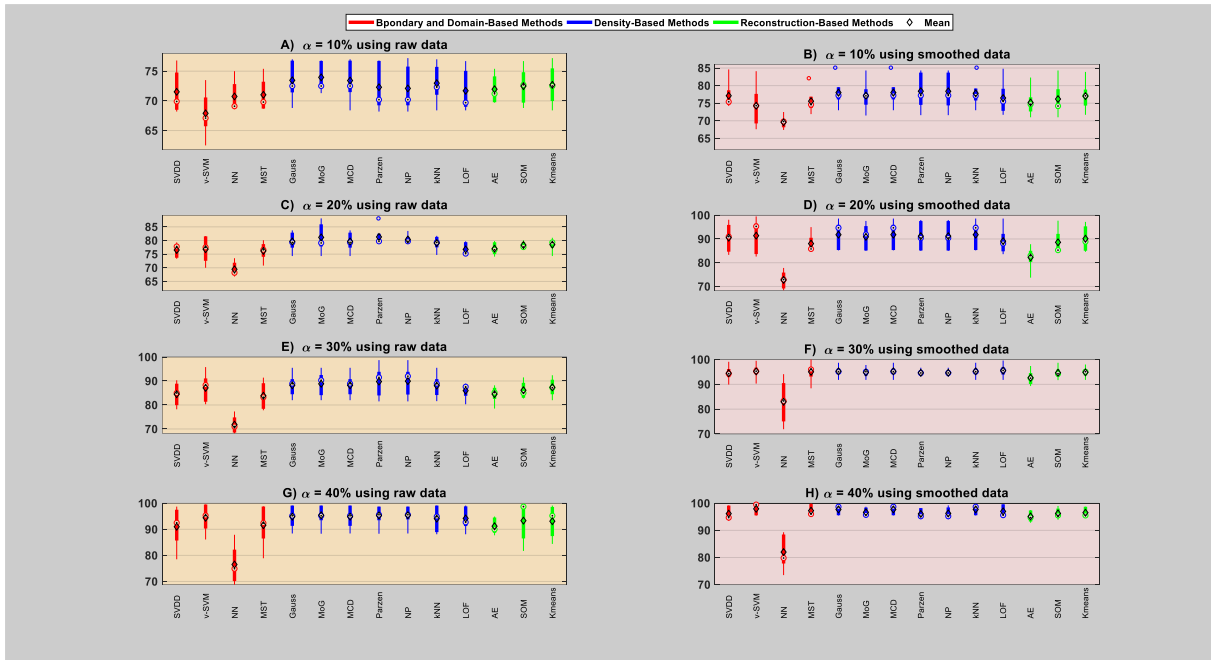 Bpondary and Domain-Based Methods Density-Based Methods Reconstruction-Based Methods Mean
A) α = 10% using raw data
75
70
65
SVDD v-SVM NN MST Gauss MoG MCD Parzen NP kNN LOF AE SOM Kmeans
B) α = 10% using smoothed data
85
80
75
70
65
SVDD v-SVM NN MST Gauss MoG MCD Parzen NP kNN LOF AE SOM Kmeans
C) α = 20% using raw data
85
80
75
70
65
SVDD v-SVM NN MST Gauss MoG MCD Parzen NP kNN LOF AE SOM Kmeans
D) α = 20% using smoothed data
100
90
80
70
SVDD v-SVM NN MST Gauss MoG MCD Parzen NP kNN LOF AE SOM Kmeans
E) α = 30% using raw data
100
90
80
70
SVDD v-SVM NN MST Gauss MoG MCD Parzen NP kNN LOF AE SOM Kmeans
F) α = 30% using smoothed data
100
90
80
70
SVDD v-SVM NN MST Gauss MoG MCD Parzen NP kNN LOF AE SOM Kmeans
G) α = 40% using raw data
100
90
80
70
SVDD v-SVM NN MST Gauss MoG MCD Parzen NP kNN LOF AE SOM Kmeans
H) α = 40% using smoothed data
100
90
80
70
SVDD v-SVM NN MST Gauss MoG MCD Parzen NP kNN LOF AE SOM Kmeans